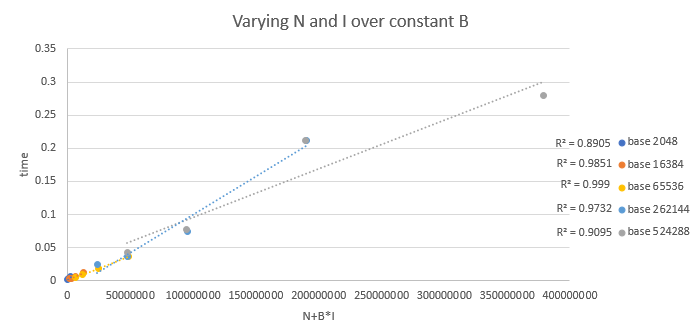 Varying N and I over constant B
0.35
0.3
0.25
0.2
0.15
0.1
0.05
0
time
R² = 0.8905 base 2048
R² = 0.9851 base 16384
R² = 0.999 base 65536
R² = 0.9732 base 262144
R² = 0.9095 base 524288
0 50000000 100000000 150000000 200000000 250000000 300000000 350000000 400000000
N+B*I